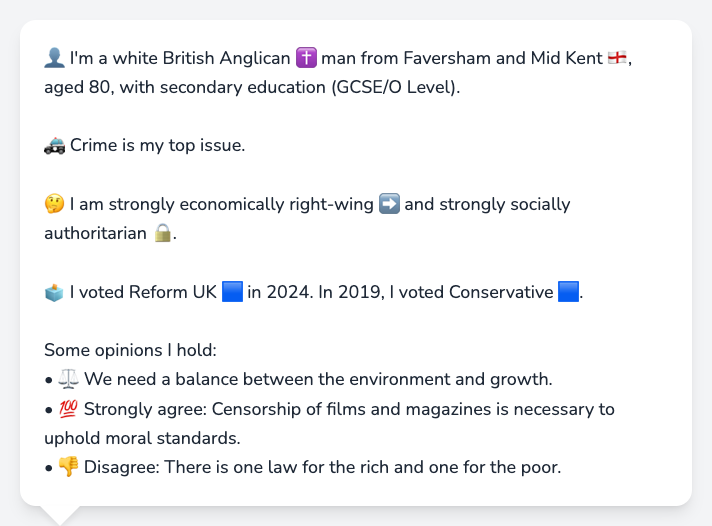 👤 I'm a white British Anglican ✝️ man from Faversham and Mid Kent 🏴󠁧󠁢󠁥󠁮󠁧󠁿,
aged 80, with secondary education (GCSE/O Level).
🚓 Crime is my top issue.
🤔 I am strongly economically right-wing ➡️ and strongly socially
authoritarian 🔒.
🗳️ I voted Reform UK 🟦 in 2024. In 2019, I voted Conservative 🟦.
Some opinions I hold:
• ⚖️ We need a balance between the environment and growth.
• 💯 Strongly agree: Censorship of films and magazines is necessary to
uphold moral standards.
• 👎 Disagree: There is one law for the rich and one for the poor.